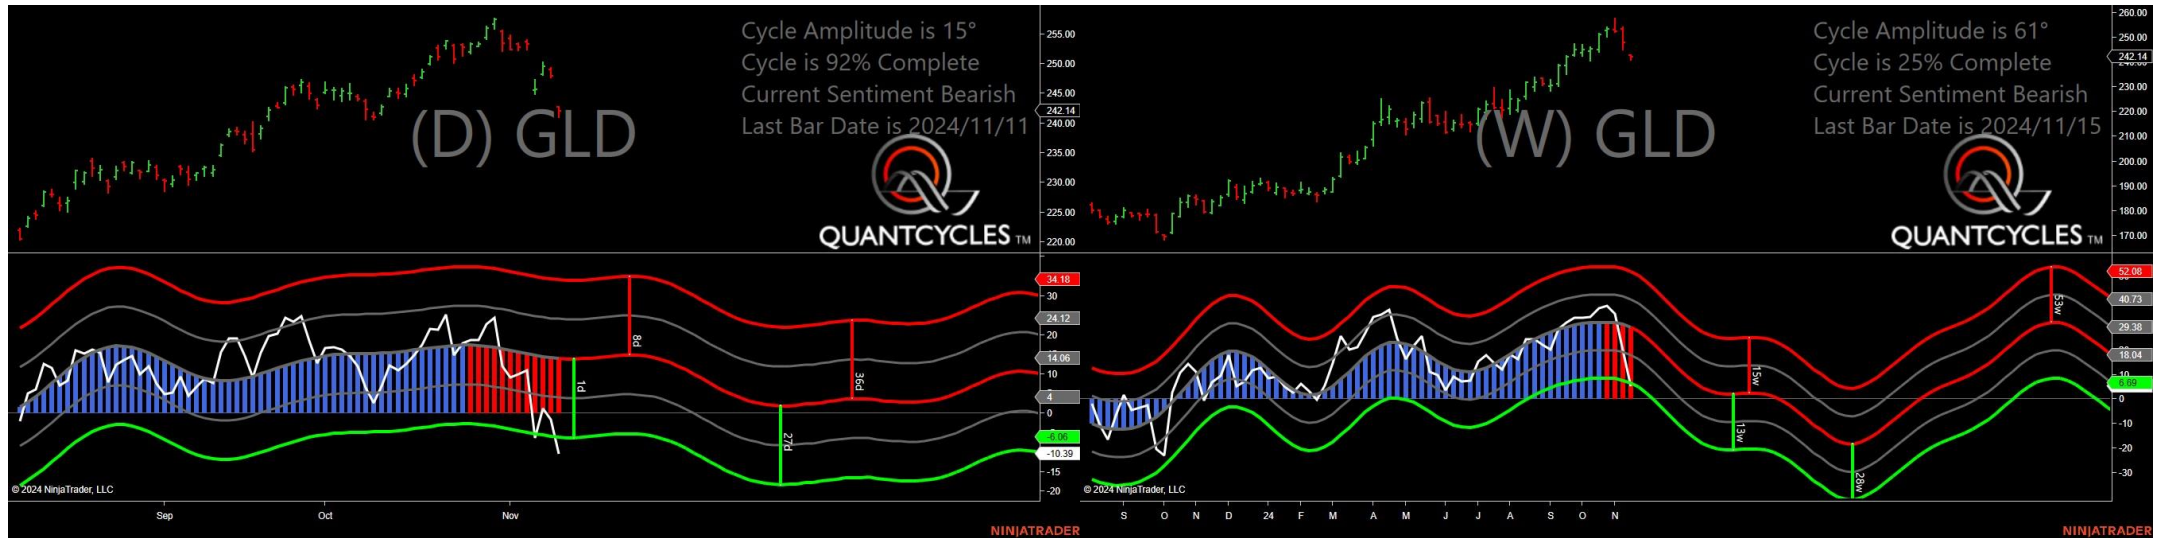 Cycle Amplitude is 15°
Cycle is 92% Complete
Current Sentiment Bearish
Last Bar Date is 2024/11/11
(D) GLD
QUANTCYCLES TM
255.00
250.00
245.00
242.14
240.00
235.00
230.00
225.00
220.00
34.18
30
24.12
20
14.06
10
4
0
-6.06
-10.39
-15
-20
8d
1d
36d
27d
4
© 2024 NinjaTrader, LLC
Sep Oct Nov
NINJATRADER
Cycle Amplitude is 61°
Cycle is 25% Complete
Current Sentiment Bearish
Last Bar Date is 2024/11/15
(W) GLD
QUANTCYCLES TM
260.00
250.00
242.14
230.00
220.00
210.00
200.00
190.00
180.00
170.00
52.08
40.73
29.38
18.04
10
6.69
0
-10
-20
-30
53w
15w
13w
28w
4
© 2024 NinjaTrader, LLC
S O N D 24 F M A M J J A S O N
NINJATRADER